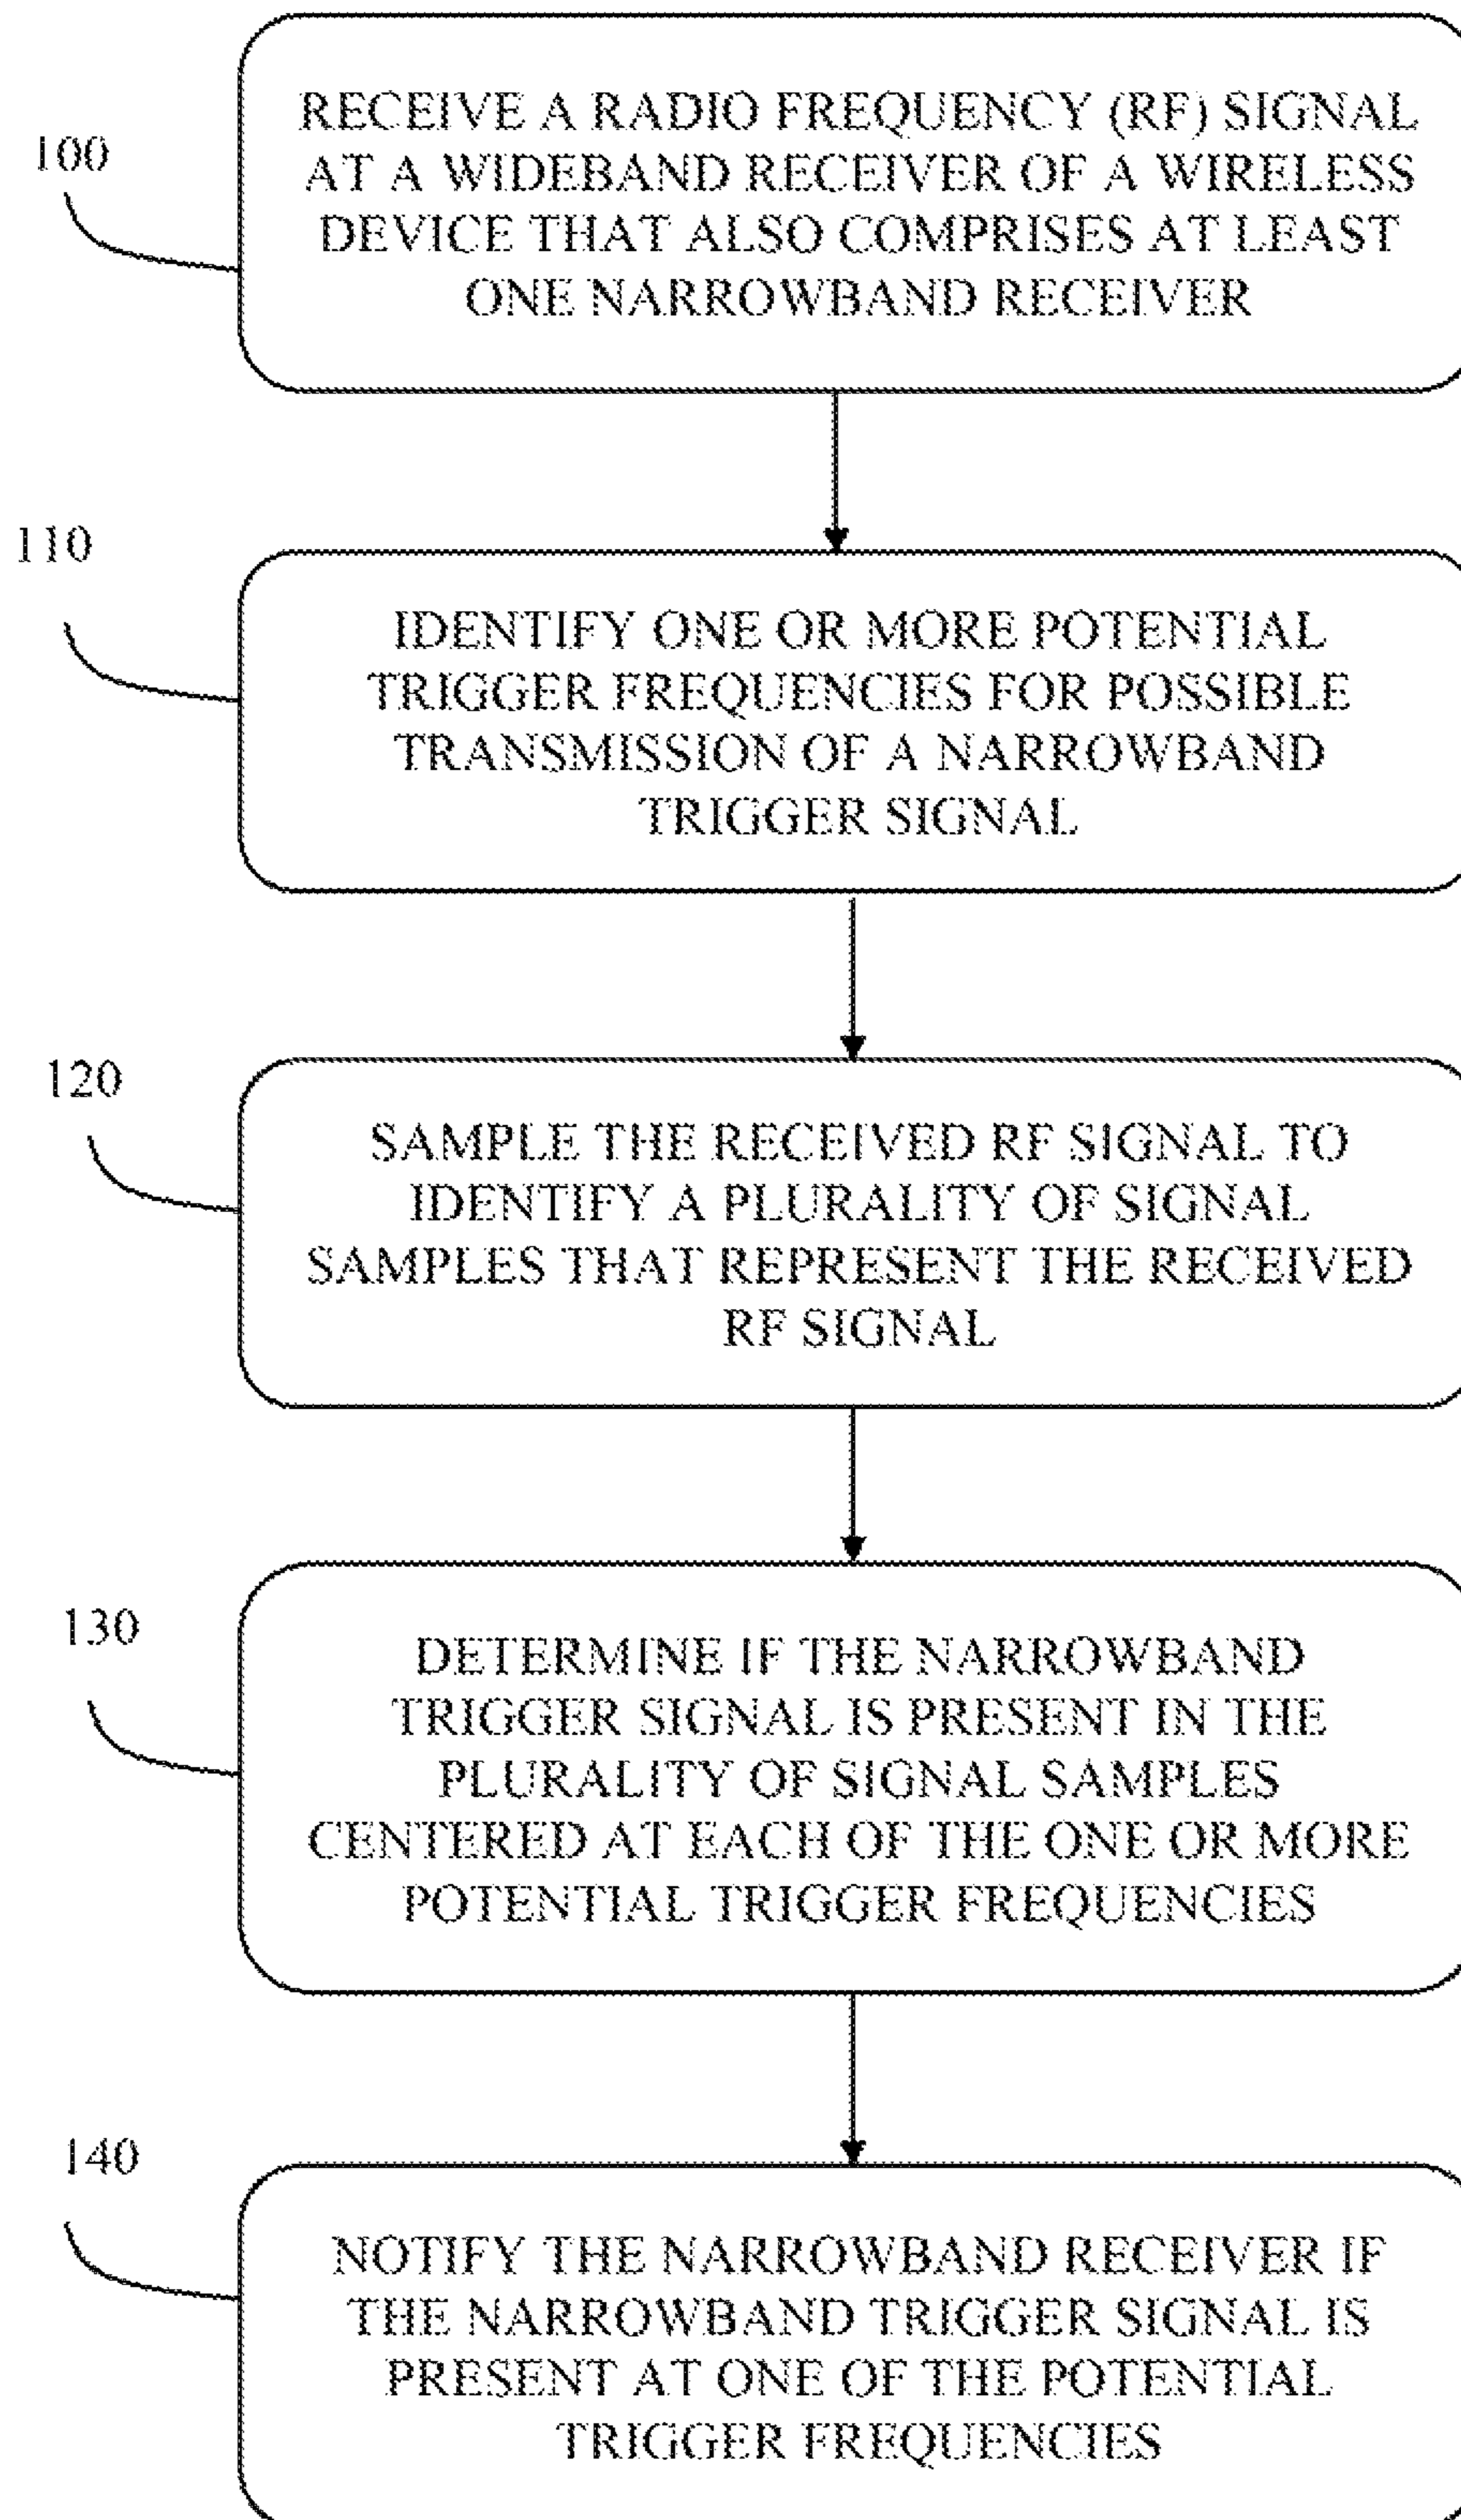 100
RECEIVE A RADIO FREQUENCY (RF) SIGNAL
AT A WIDEBAND RECEIVER OF A WIRELESS
DEVICE THAT ALSO COMPRISES AT LEAST
ONE NARROWBAND RECEIVER
110
IDENTIFY ONE OR MORE POTENTIAL
TRIGGER FREQUENCIES FOR POSSIBLE
TRANSMISSION OF A NARROWBAND
TRIGGER SIGNAL
120
SAMPLE THE RECEIVED RF SIGNAL TO
IDENTIFY A PLURALITY OF SIGNAL
SAMPLES THAT REPRESENT THE RECEIVED
RF SIGNAL
130
DETERMINE IF THE NARROWBAND
TRIGGER SIGNAL IS PRESENT IN THE
PLURALITY OF SIGNAL SAMPLES
CENTERED AT EACH OF THE ONE OR MORE
POTENTIAL TRIGGER FREQUENCIES
140
NOTIFY THE NARROWBAND RECEIVER IF
THE NARROWBAND TRIGGER SIGNAL IS
PRESENT AT ONE OF THE POTENTIAL
TRIGGER FREQUENCIES